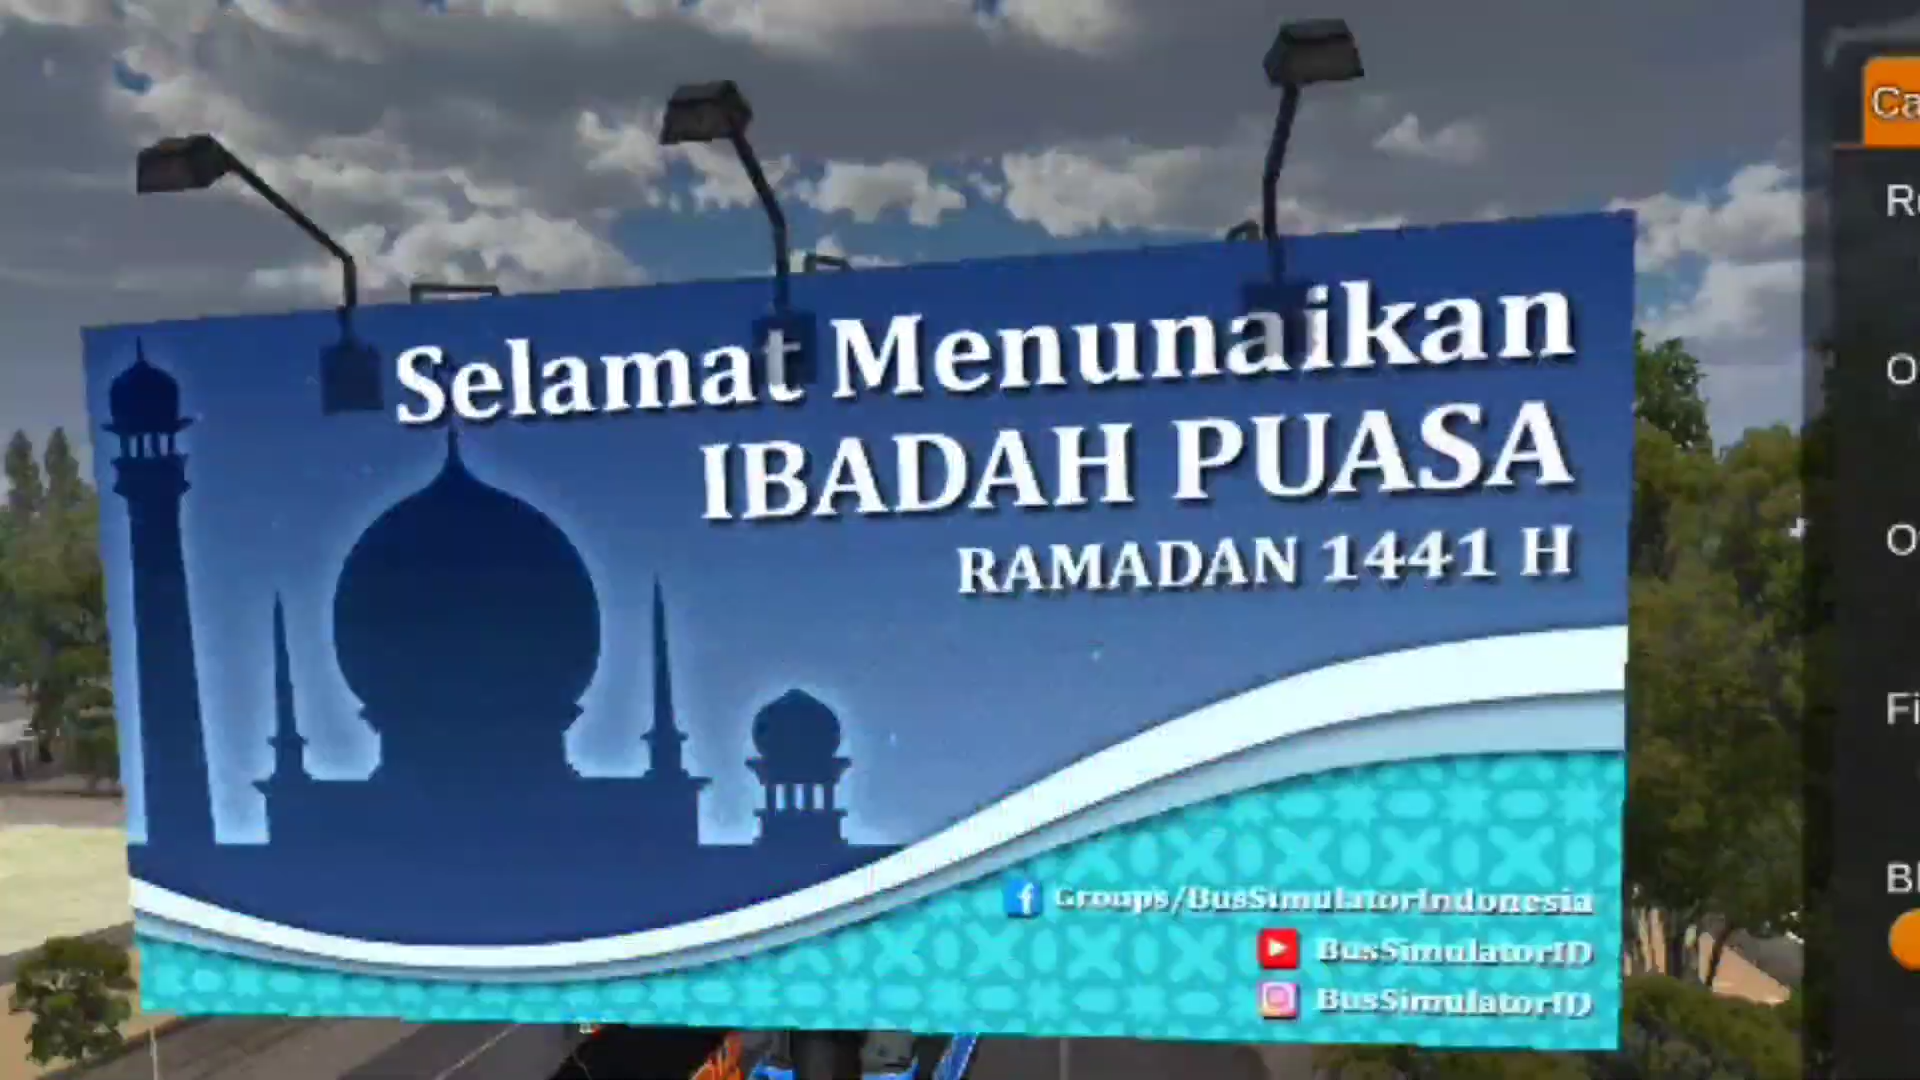 Selamat Menunaikan
IBADAH PUASA
RAMADAN 1441 H
Groups/BusSimulatorIndonesia
BusSimulatorID
BusSimulatorID